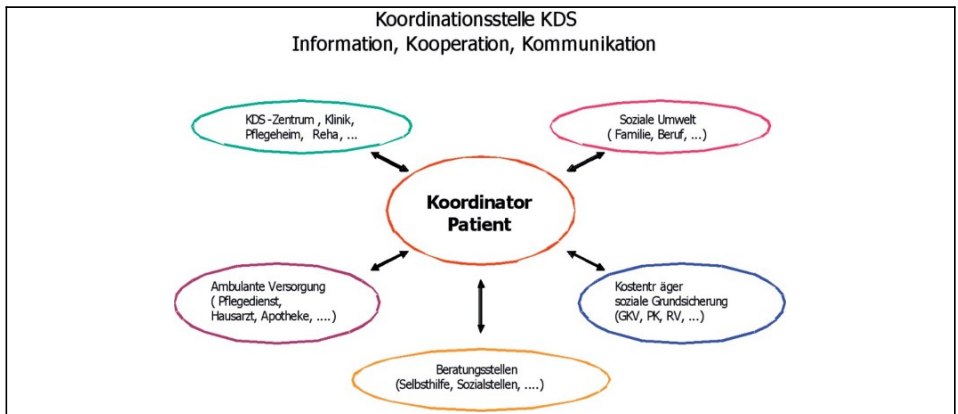 Koordinationsstelle KDS
Information, Kooperation, Kommunikation
KDS-Zentrum, Klinik,
Pflegeheim, Reha, ...
Soziale Umwelt
( Familie, Beruf, ...)
Koordinator
Patient
Ambulante Versorgung
( Pflegedienst,
Hausarzt, Apotheke, ....)
Kostentr äger
soziale Grundsicherung
(GKV, PK, RV, ...)
Beratungsstellen
(Selbsthilfe, Sozialstellen, ....)